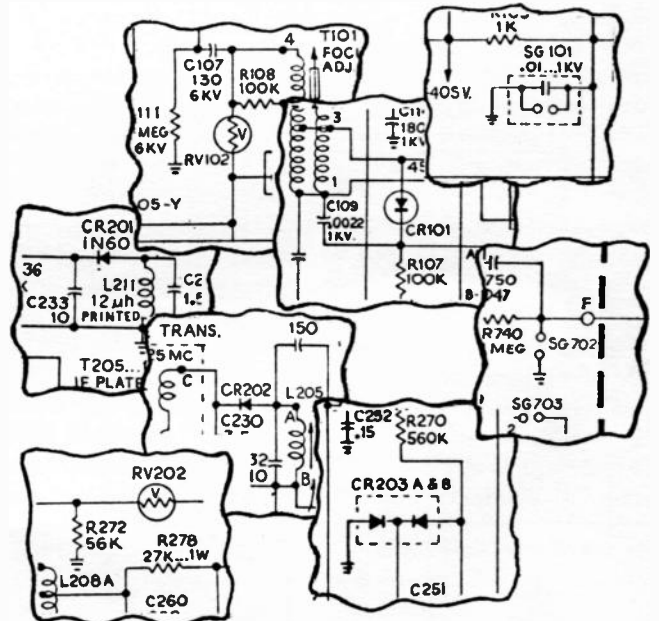 4
T101
FOC
ADJ
C107
130
6KV
R108
100K
111
MEG
6KV
V
RV102
05-Y
1K
SG101
.01...1KV
-405V.
3
1
180
1KV
45
C109
.0022
1KV.
CR101
R107
100K
CR201
1N60
36
C233
10
L211
12µh
PRINTED
T205...
IF PLATE
A
750
B-
47
R740
MEG
F
SG702
SG703
2
TRANS.
150
25MC
C
CR202
C230
L205
A
32
10
B
C252
.15
R270
560K
CR203 A & B
C251
RV202
V
R272
56K
R278
27K...1W
L208A
C260